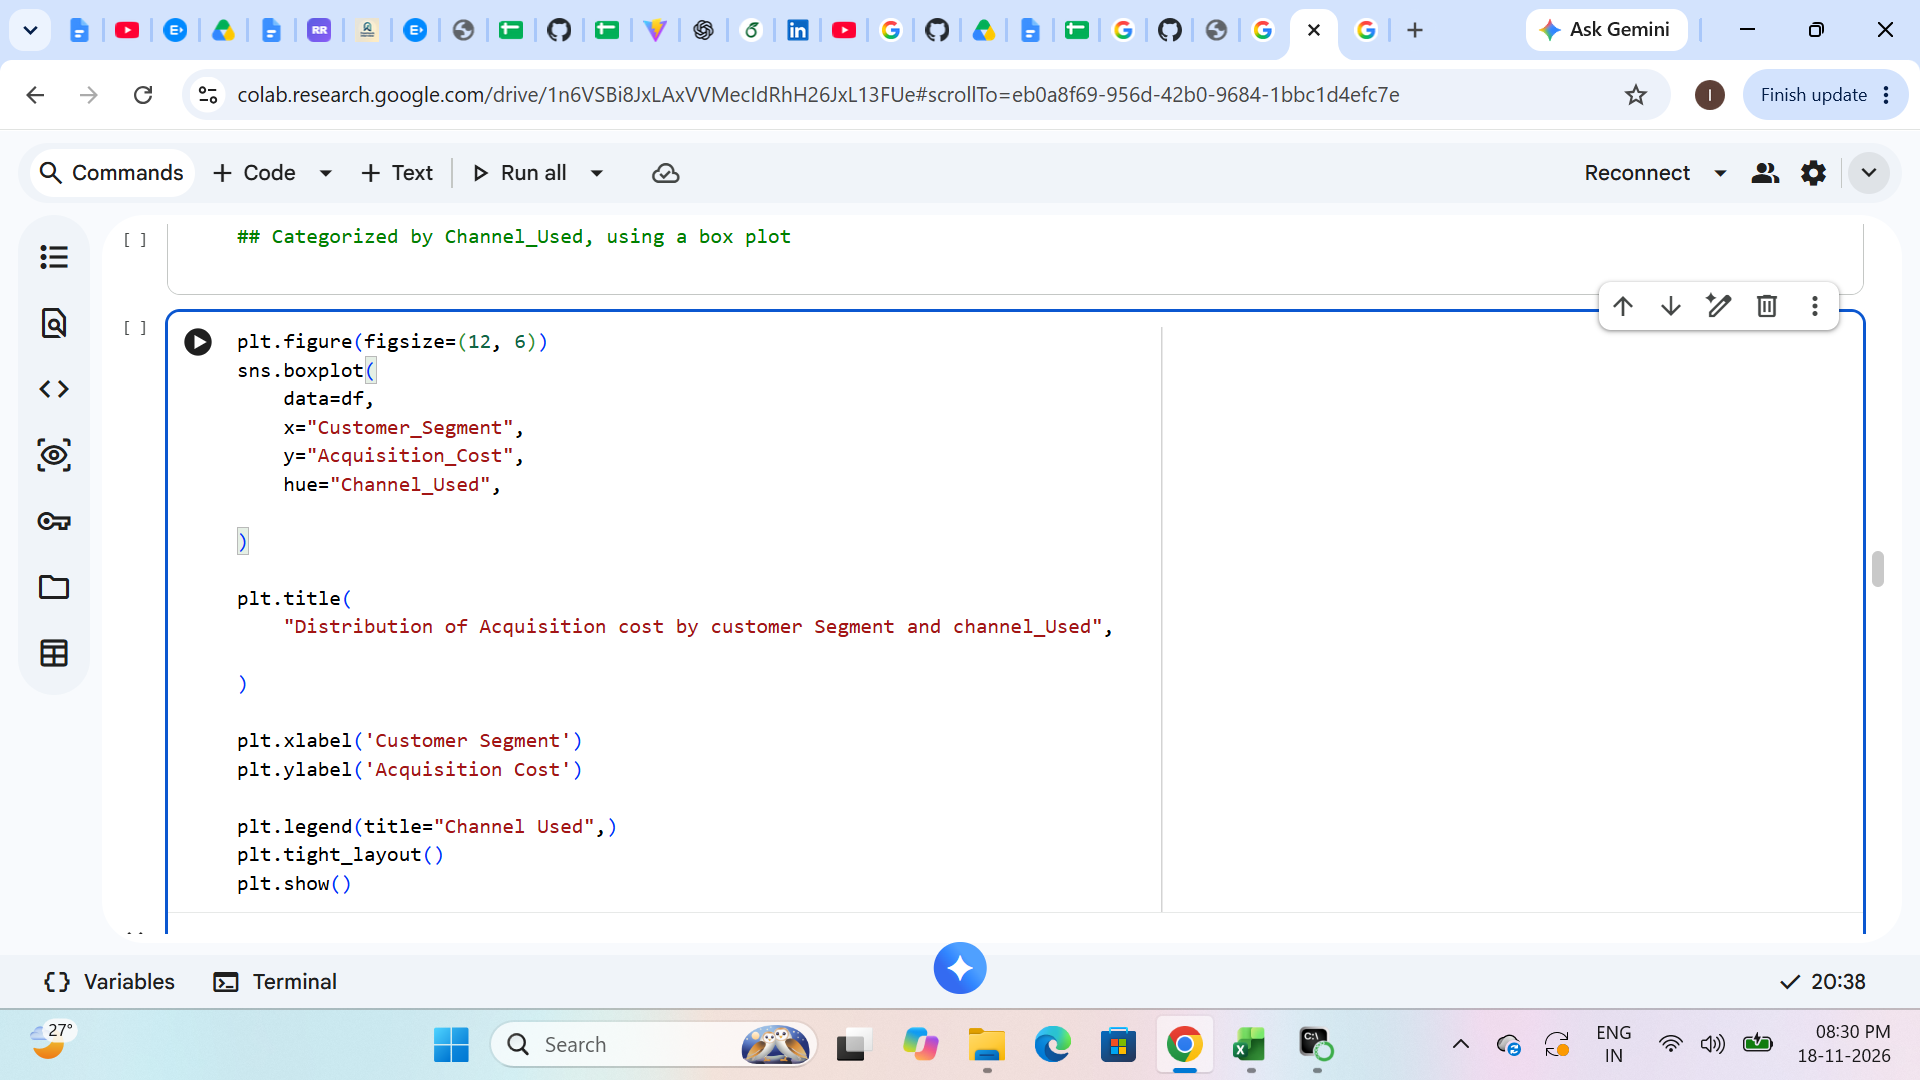 RR
Ask Gemini
colab.research.google.com/drive/1n6VSBi8JxLAxVVMecIdRhH26JxL13FUe#scrollTo=eb0a8f69-956d-42b0-9684-1bbc1d4efc7e
I
Finish update
Commands
+ Code
+ Text
Run all
Reconnect
[ ]
## Categorized by Channel_Used, using a box plot
[ ]
plt.figure(figsize=(12, 6))
sns.boxplot(
data=df,
x="Customer_Segment",
y="Acquisition_Cost",
hue="Channel_Used",
)
plt.title(
"Distribution of Acquisition cost by customer Segment and channel_Used",
)
plt.xlabel('Customer Segment')
plt.ylabel('Acquisition Cost')
plt.legend(title="Channel Used",)
plt.tight_layout()
plt.show()
Variables
Terminal
20:38
27°
Search
ENG
IN
08:30 PM
18-11-2026